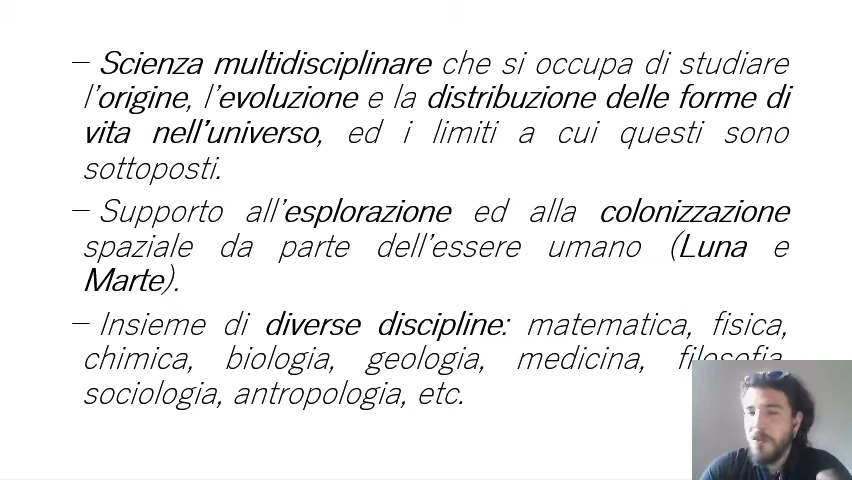 – Scienza multidisciplinare che si occupa di studiare
l'origine, l'evoluzione e la distribuzione delle forme di
vita nell'universo, ed i limiti a cui questi sono
sottoposti.
– Supporto all'esplorazione ed alla colonizzazione
spaziale da parte dell'essere umano (Luna e
Marte).
– Insieme di diverse discipline: matematica, fisica,
chimica, biologia, geologia, medicina, filosofia,
sociologia, antropologia, etc.